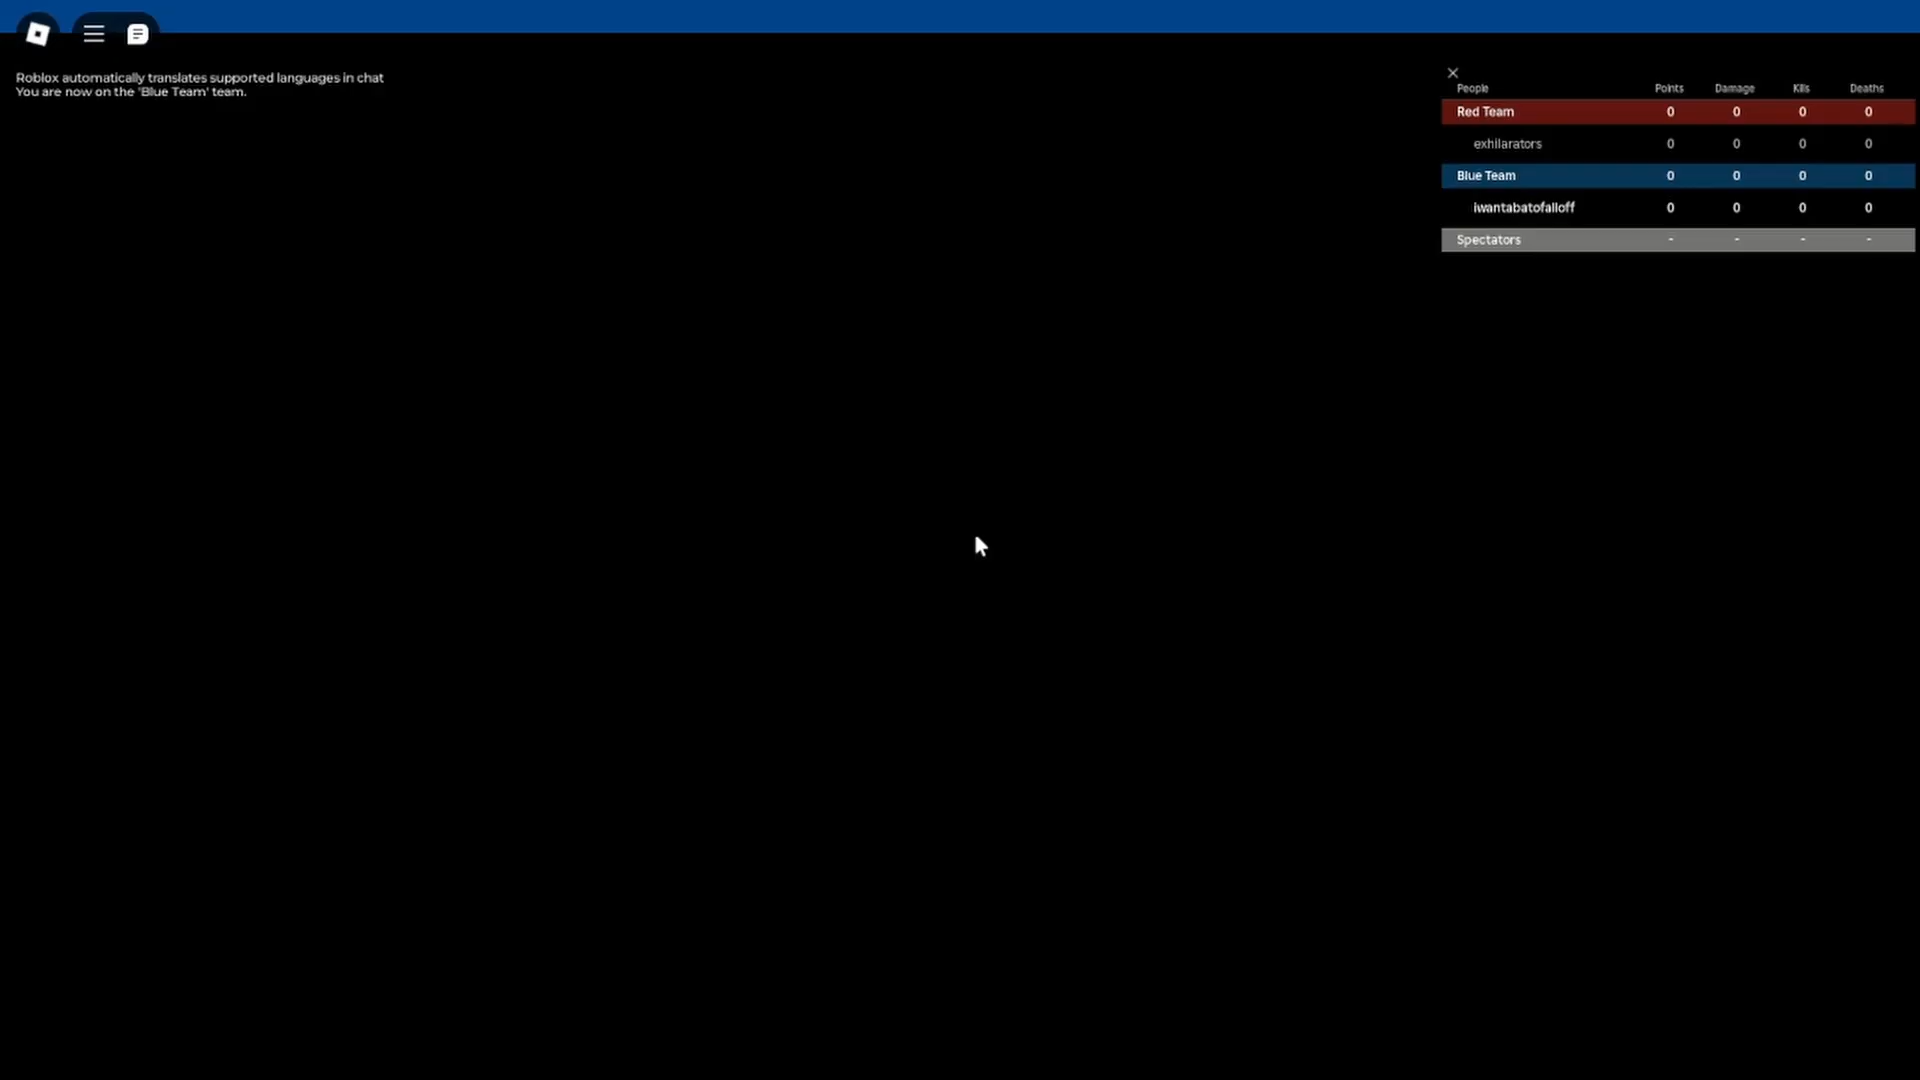 Roblox automatically translates supported languages in chat
You are now on the 'Blue Team' team.
People Points Damage Kills Deaths
Red Team 0 0 0 0
exhilarators 0 0 0 0
Blue Team 0 0 0 0
iwantabatofalloff 0 0 0 0
Spectators - - - -